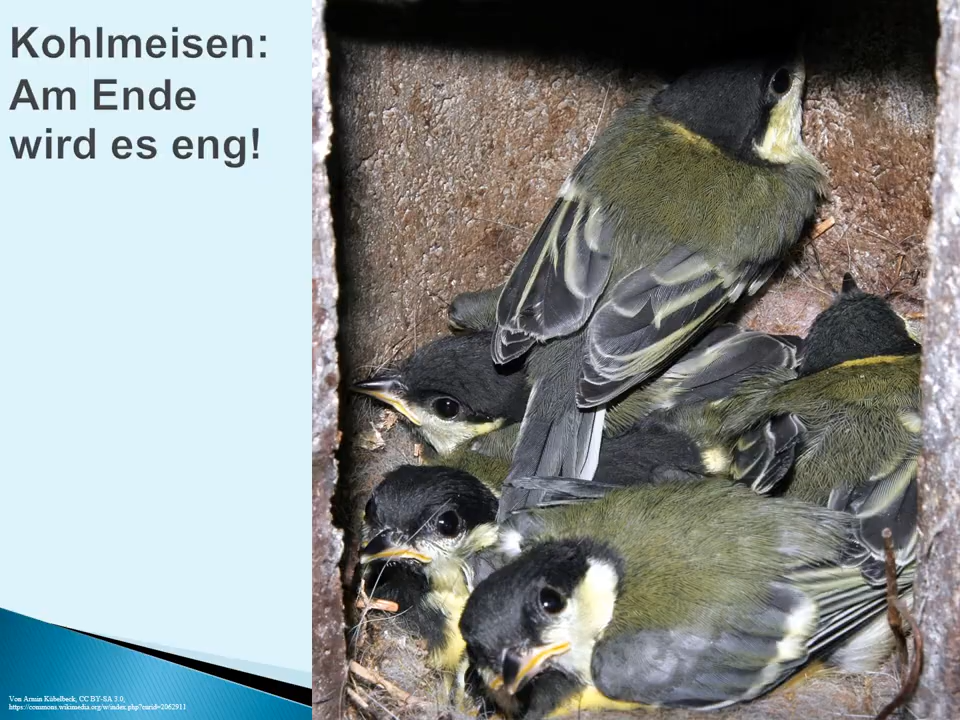 Kohlmeisen:
Am Ende
wird es eng!
Von Armin Kübelbeck, CC BY-SA 3.0,
https://commons.wikimedia.org/w/index.php?curid=2062911